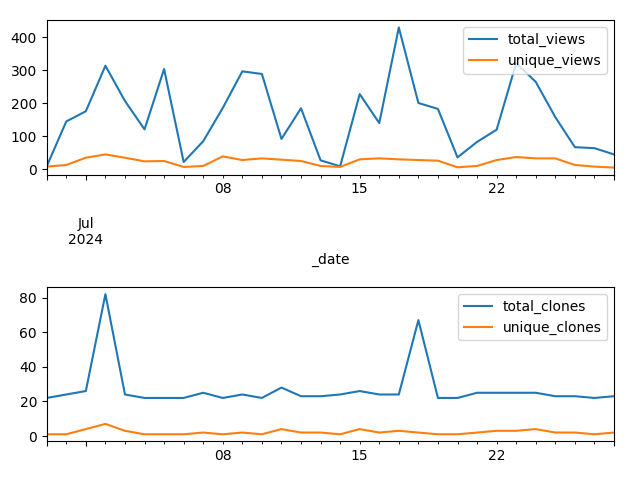 400
300
200
100
0
total_views
unique_views
08
15
22
Jul
2024
_date
80
60
40
20
0
total_clones
unique_clones
08
15
22